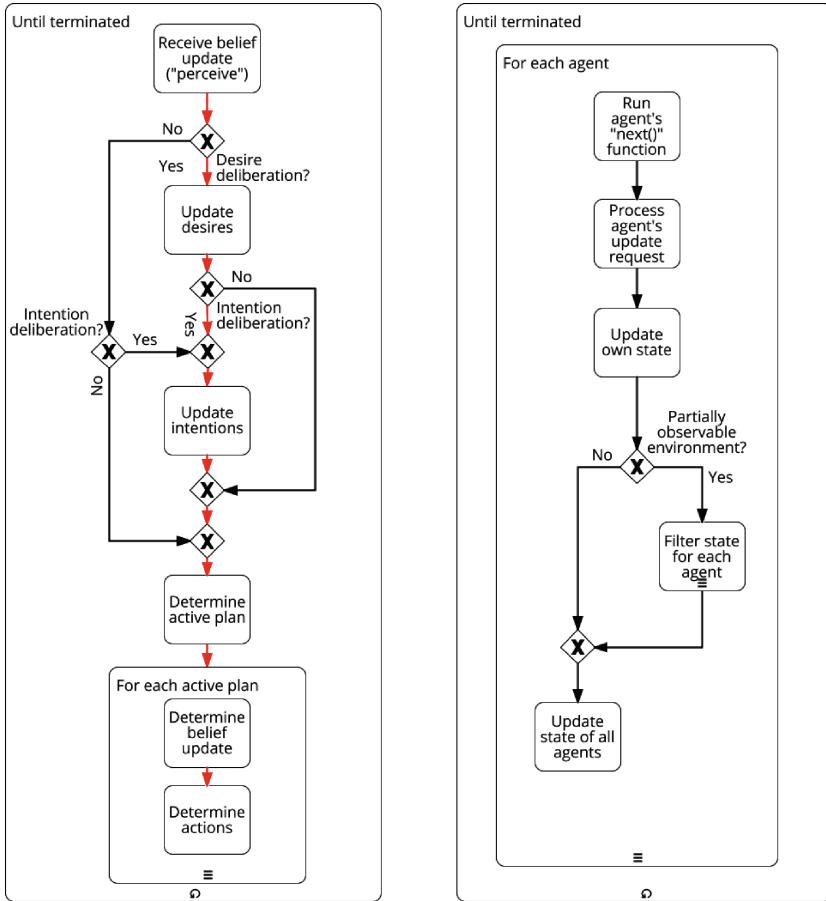 Until terminated
Receive belief
update
("perceive")
No
Yes
Desire
deliberation?
Update
desires
No
Intention
deliberation?
Yes
Intention
deliberation?
Yes
No
Update
intentions
Determine
active plan
For each active plan
Determine
belief
update
Determine
actions
Until terminated
For each agent
Run
agent's
"next()"
function
Process
agent's
update
request
Update
own state
Partially
observable
environment?
No
Yes
Filter state
for each
agent
Update
state of all
agents